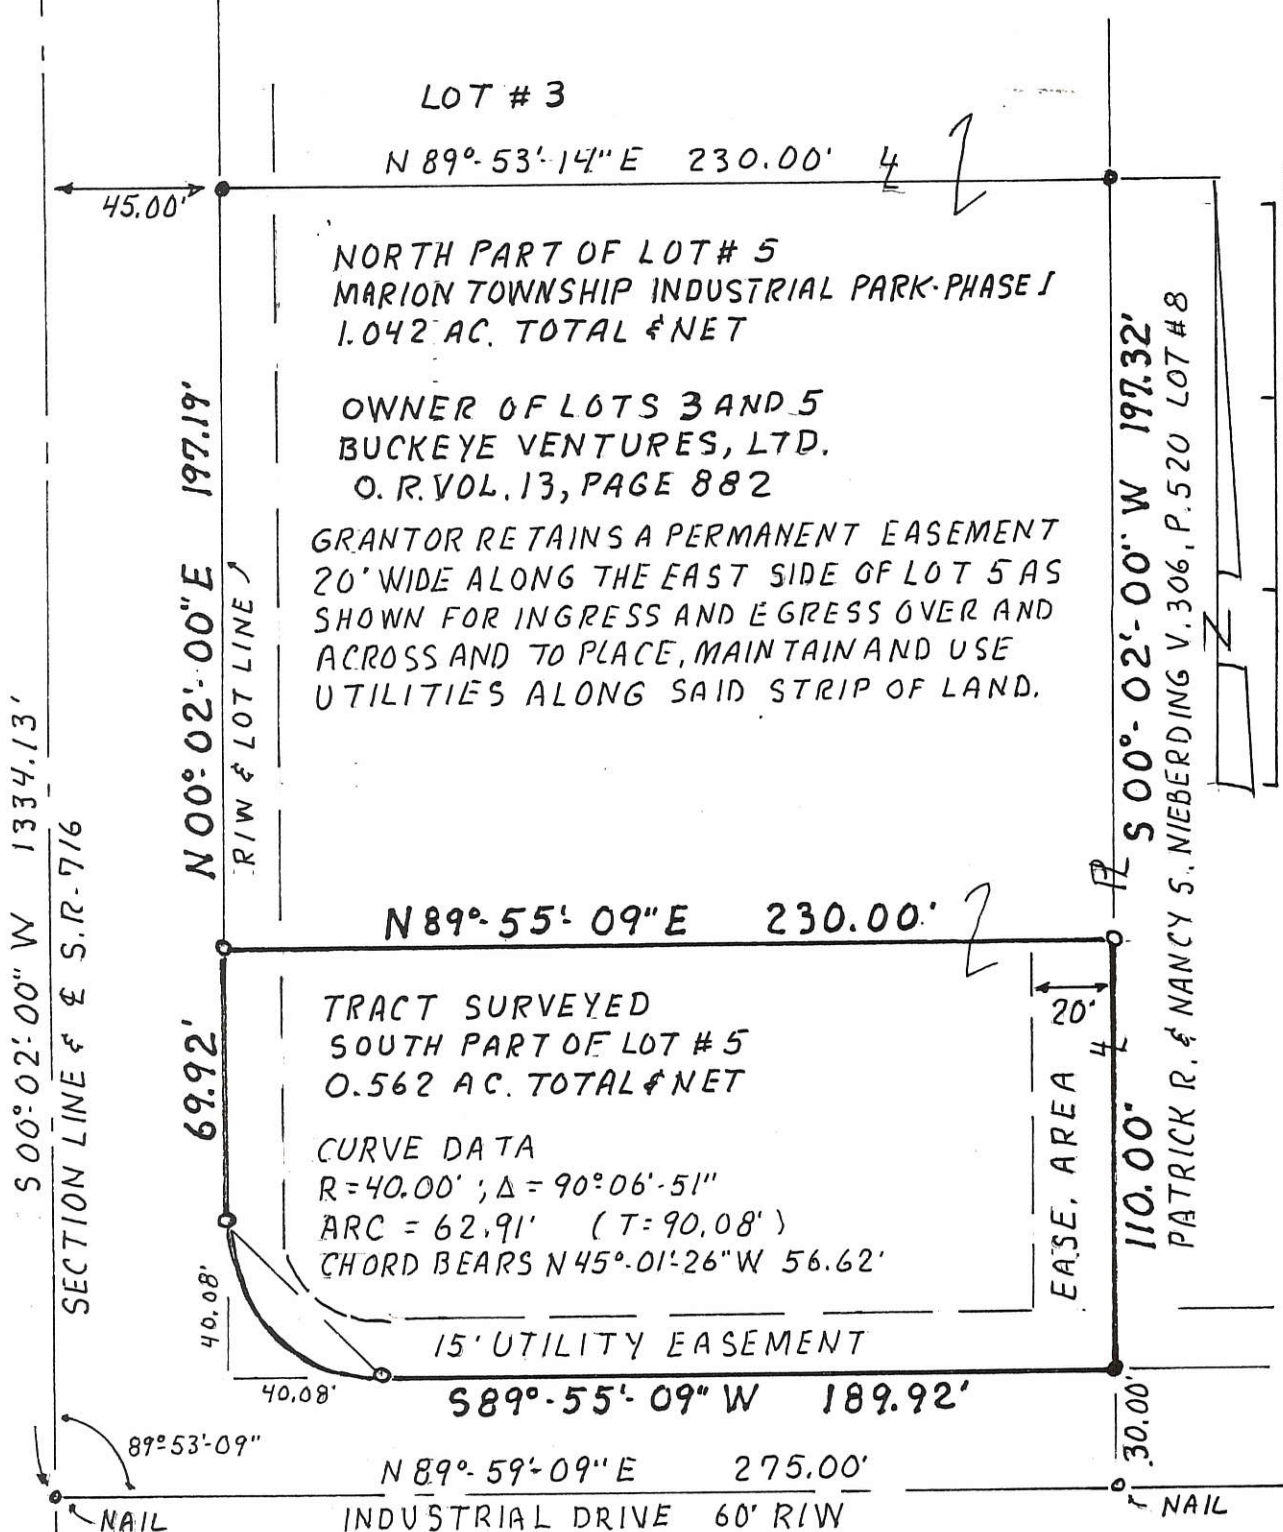 LOT # 3
N 89°-53'-14" E 230.00'
45.00'
NORTH PART OF LOT # 5
MARION TOWNSHIP INDUSTRIAL PARK-PHASE I
1.042 AC. TOTAL & NET
OWNER OF LOTS 3 AND 5
BUCKEYE VENTURES, LTD.
O.R. VOL. 13, PAGE 882
GRANTOR RETAINS A PERMANENT EASEMENT
20' WIDE ALONG THE EAST SIDE OF LOT 5 AS
SHOWN FOR INGRESS AND EGRESS OVER AND
ACROSS AND TO PLACE, MAINTAIN AND USE
UTILITIES ALONG SAID STRIP OF LAND.
N 00°-02'-00" E 197.19'
R/W & LOT LINE
S 00°-02'-00" W 1334.13'
SECTION LINE & ℄ S.R.-716
S 00°-02'-00" W 197.32'
PATRICK R. & NANCY S. NIEBERDING V.306, P.520 LOT #8
N
PL
N 89°-55'-09" E 230.00'
TRACT SURVEYED
SOUTH PART OF LOT # 5
0.562 AC. TOTAL & NET
CURVE DATA
R=40.00' ; Δ = 90°06'-51"
ARC = 62.91' (T=90.08')
CHORD BEARS N 45°-01'-26" W 56.62'
69.92'
20'
EASE. AREA
110.00'
40.08'
40.08'
15' UTILITY EASEMENT
S 89°-55'-09" W 189.92'
30.00'
89°53'-09"
N 89°-59'-09" E 275.00'
INDUSTRIAL DRIVE 60' R/W
NAIL
NAIL